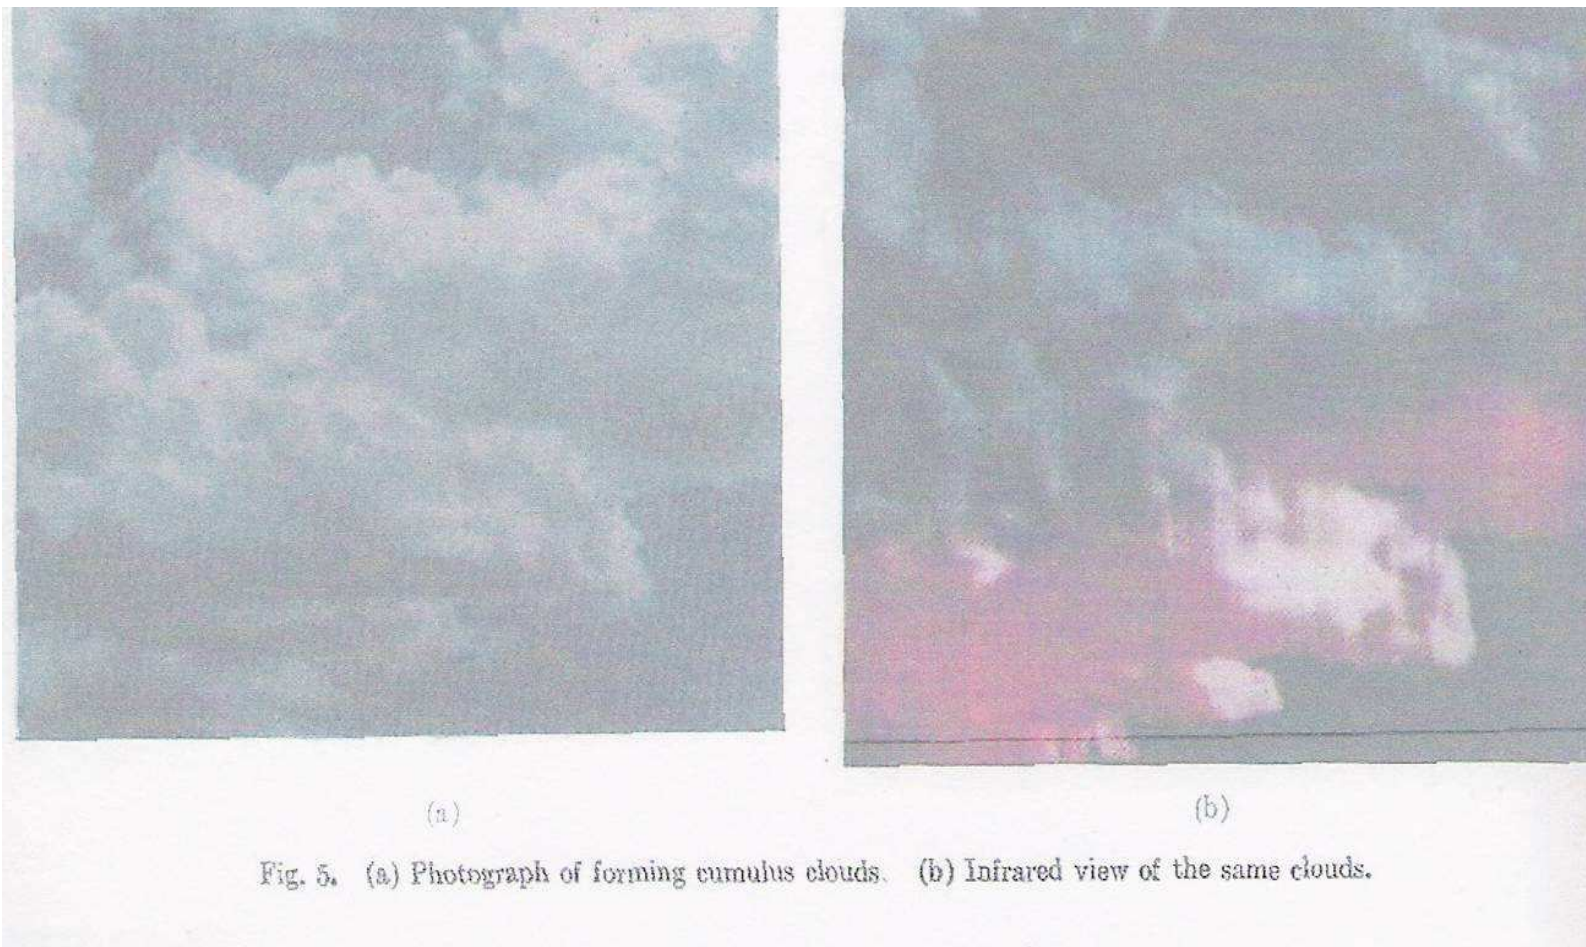 (a)
(b)
Fig. 5. (a) Photograph of forming cumulus clouds. (b) Infrared view of the same clouds.